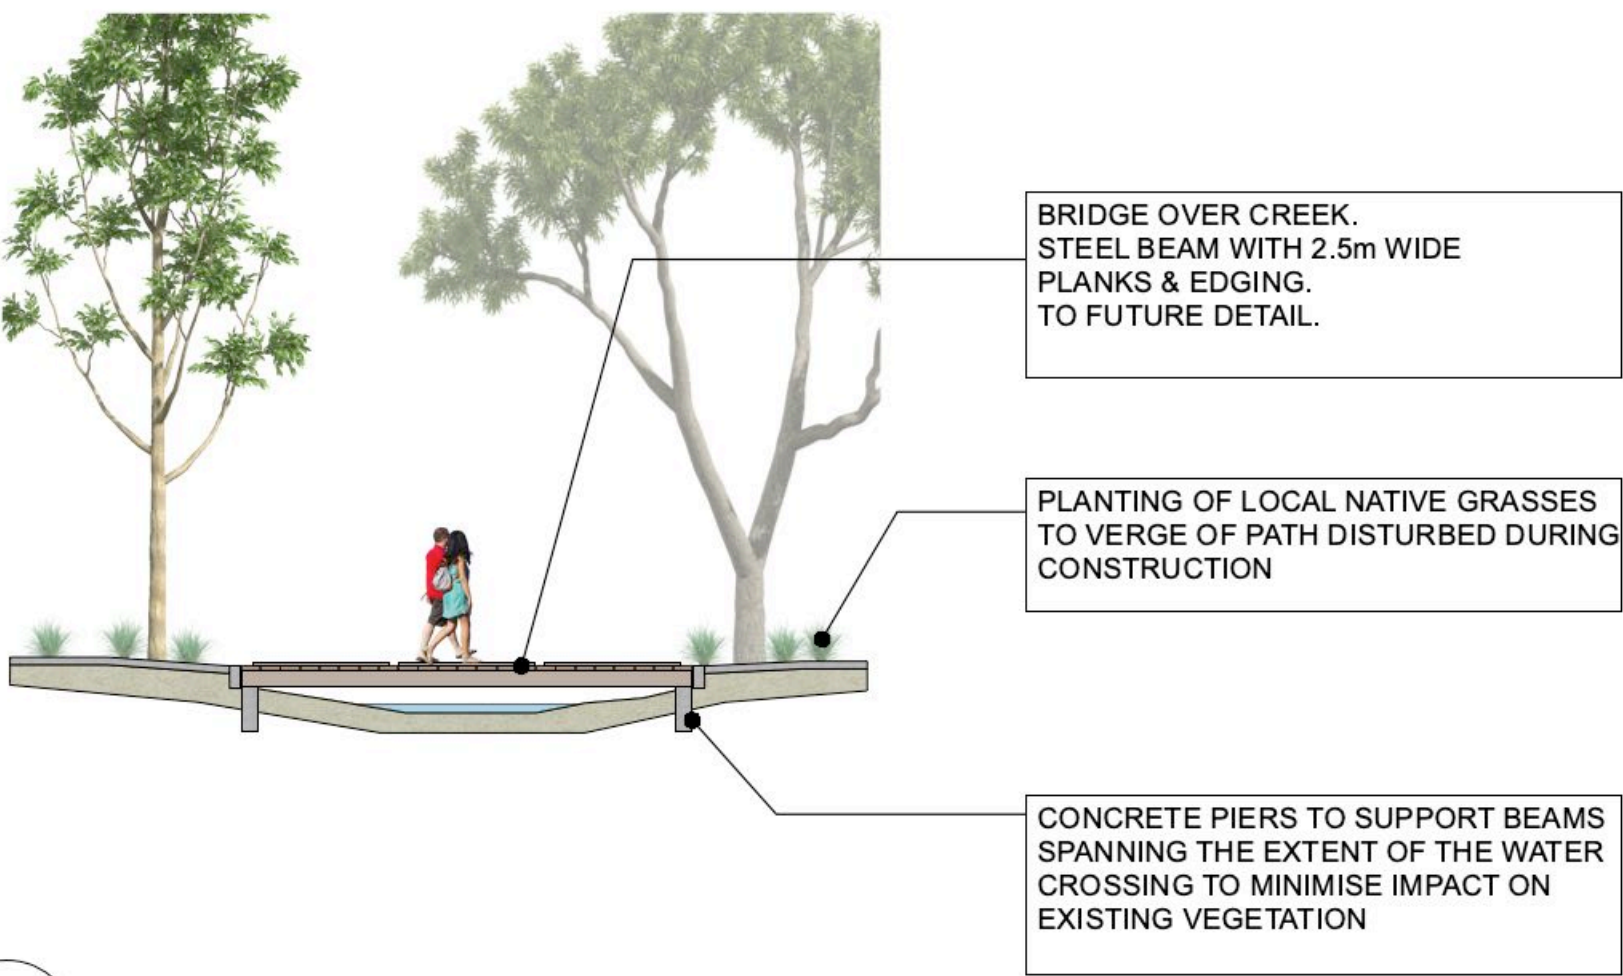 BRIDGE OVER CREEK.
STEEL BEAM WITH 2.5m WIDE
PLANKS & EDGING.
TO FUTURE DETAIL.
PLANTING OF LOCAL NATIVE GRASSES
TO VERGE OF PATH DISTURBED DURING
CONSTRUCTION
CONCRETE PIERS TO SUPPORT BEAMS
SPANNING THE EXTENT OF THE WATER
CROSSING TO MINIMISE IMPACT ON
EXISTING VEGETATION